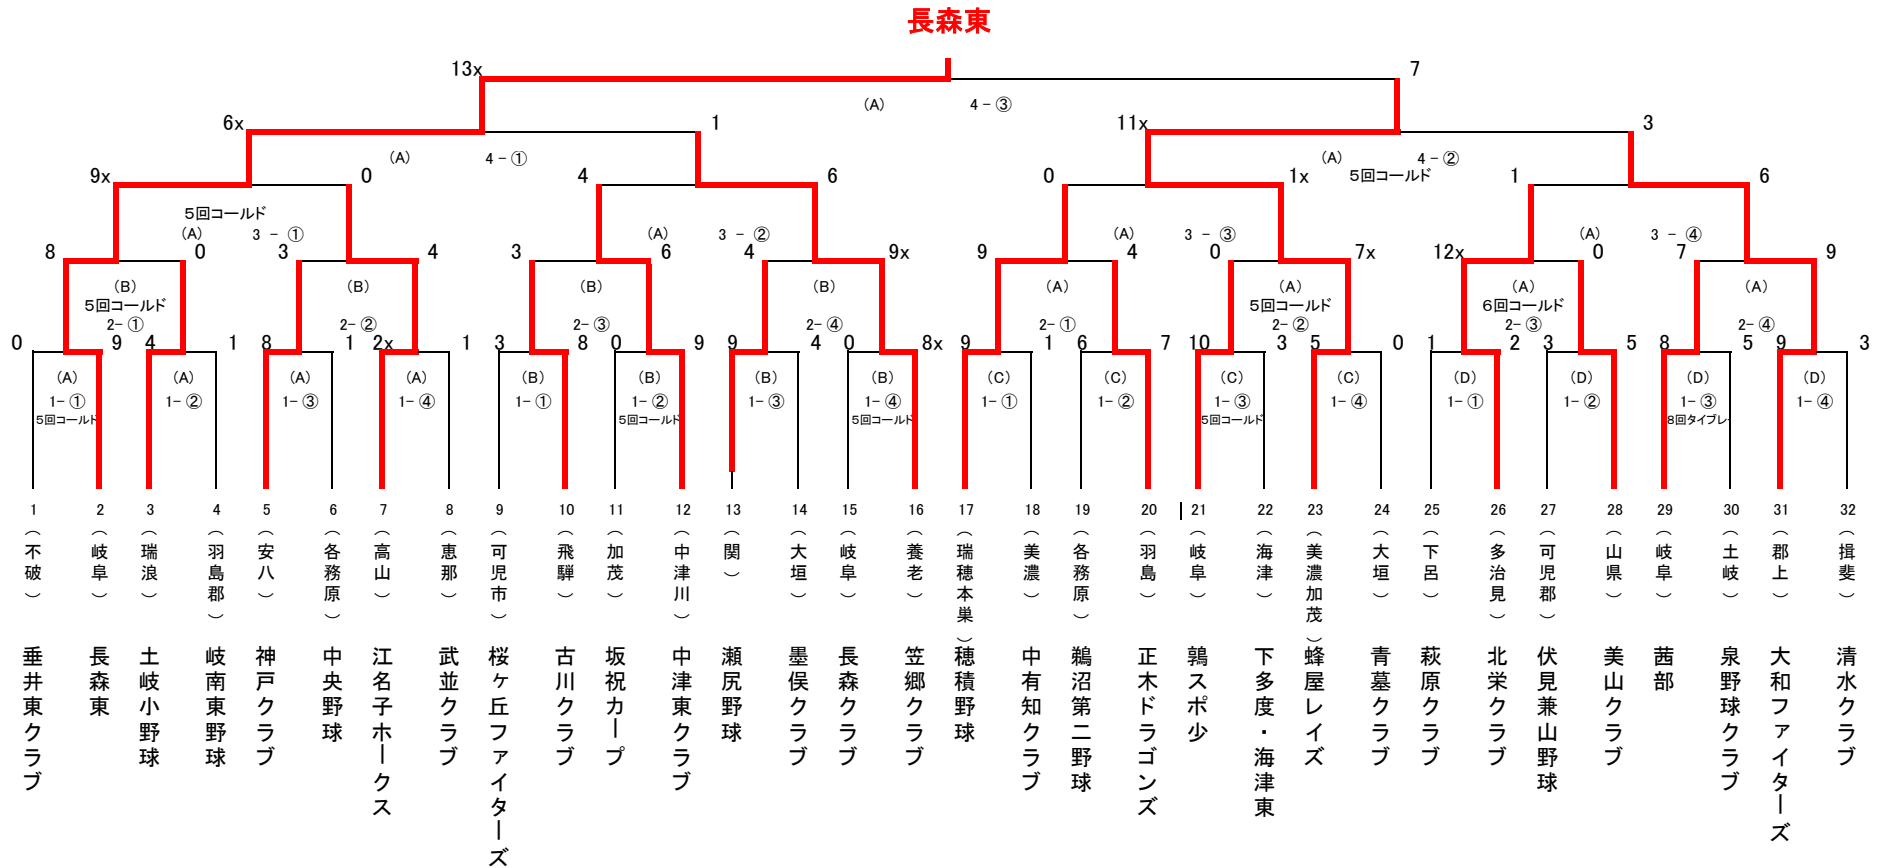 長森東
13x 7
(A) 4-③
6x 1 11x 3
(A) 4-① (A) 4-②
5回コールド
9x 0 4 6 0 1x 1 6
5回コールド
(A) 3-① (A) 3-② (A) 3-③ (A) 3-④
8 0 3 4 3 6 4 9x 9 4 0 7x 12x 0 7 9
(B) (B) (B) (B) (A) (A) (A) (A)
5回コールド 5回コールド 6回コールド
2-① 2-② 2-③ 2-④ 2-① 2-② 2-③ 2-④
0 9 4 1 8 1 2x 1 3 8 0 9 9 4 0 8x 9 1 6 7 10 3 5 0 1 2 3 5 8 5 9 3
(A) (A) (A) (A) (B) (B) (B) (B) (C) (C) (C) (C) (D) (D) (D) (D)
1-① 1-② 1-③ 1-④ 1-① 1-② 1-③ 1-④ 1-① 1-② 1-③ 1-④ 1-① 1-② 1-③ 1-④
5回コールド 5回コールド 5回コールド 5回コールド 8回タイブレ
1 (不破) 垂井東クラブ
2 (岐阜) 長森東
3 (瑞浪) 土岐小野球
4 (羽島郡) 岐南東野球
5 (安八) 神戸クラブ
6 (各務原) 中央野球
7 (高山) 江名子ホークス
8 (恵那) 武並クラブ
9 (可児市) 桜ヶ丘ファイターズ
10 (飛騨) 古川クラブ
11 (加茂) 坂祝カープ
12 (中津川) 中津東クラブ
13 (関) 瀬尻野球
14 (大垣) 墨俣クラブ
15 (岐阜) 長森クラブ
16 (養老) 笠郷クラブ
17 (瑞穂本巣) 穂積野球
18 (美濃) 中有知クラブ
19 (各務原) 鵜沼第二野球
20 (羽島) 正木ドラゴンズ
21 (岐阜) 鶉スポ少
22 (海津) 下多度・海津東
23 (美濃加茂) 蜂屋レイズ
24 (大垣) 青墓クラブ
25 (下呂) 萩原クラブ
26 (多治見) 北栄クラブ
27 (可児郡) 伏見兼山野球
28 (山県) 美山クラブ
29 (岐阜) 茜部
30 (土岐) 泉野球クラブ
31 (郡上) 大和ファイターズ
32 (揖斐) 清水クラブ